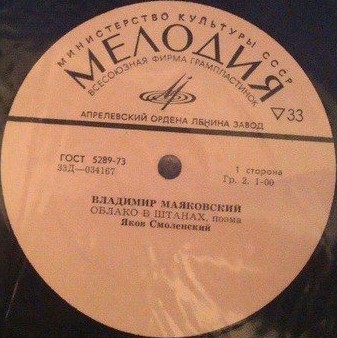 МИНИСТЕРСТВО КУЛЬТУРЫ СССР
МЕЛОДИЯ
ВСЕСОЮЗНАЯ ФИРМА ГРАМПЛАСТИНОК
АПРЕЛЕВСКИЙ ОРДЕНА ЛЕНИНА ЗАВОД
▽33
ГОСТ 5289-73
33Д—034167
1 сторона
Гр. 2. 1-00
ВЛАДИМИР МАЯКОВСКИЙ
ОБЛАКО В ШТАНАХ, поэма
Яков Смоленский